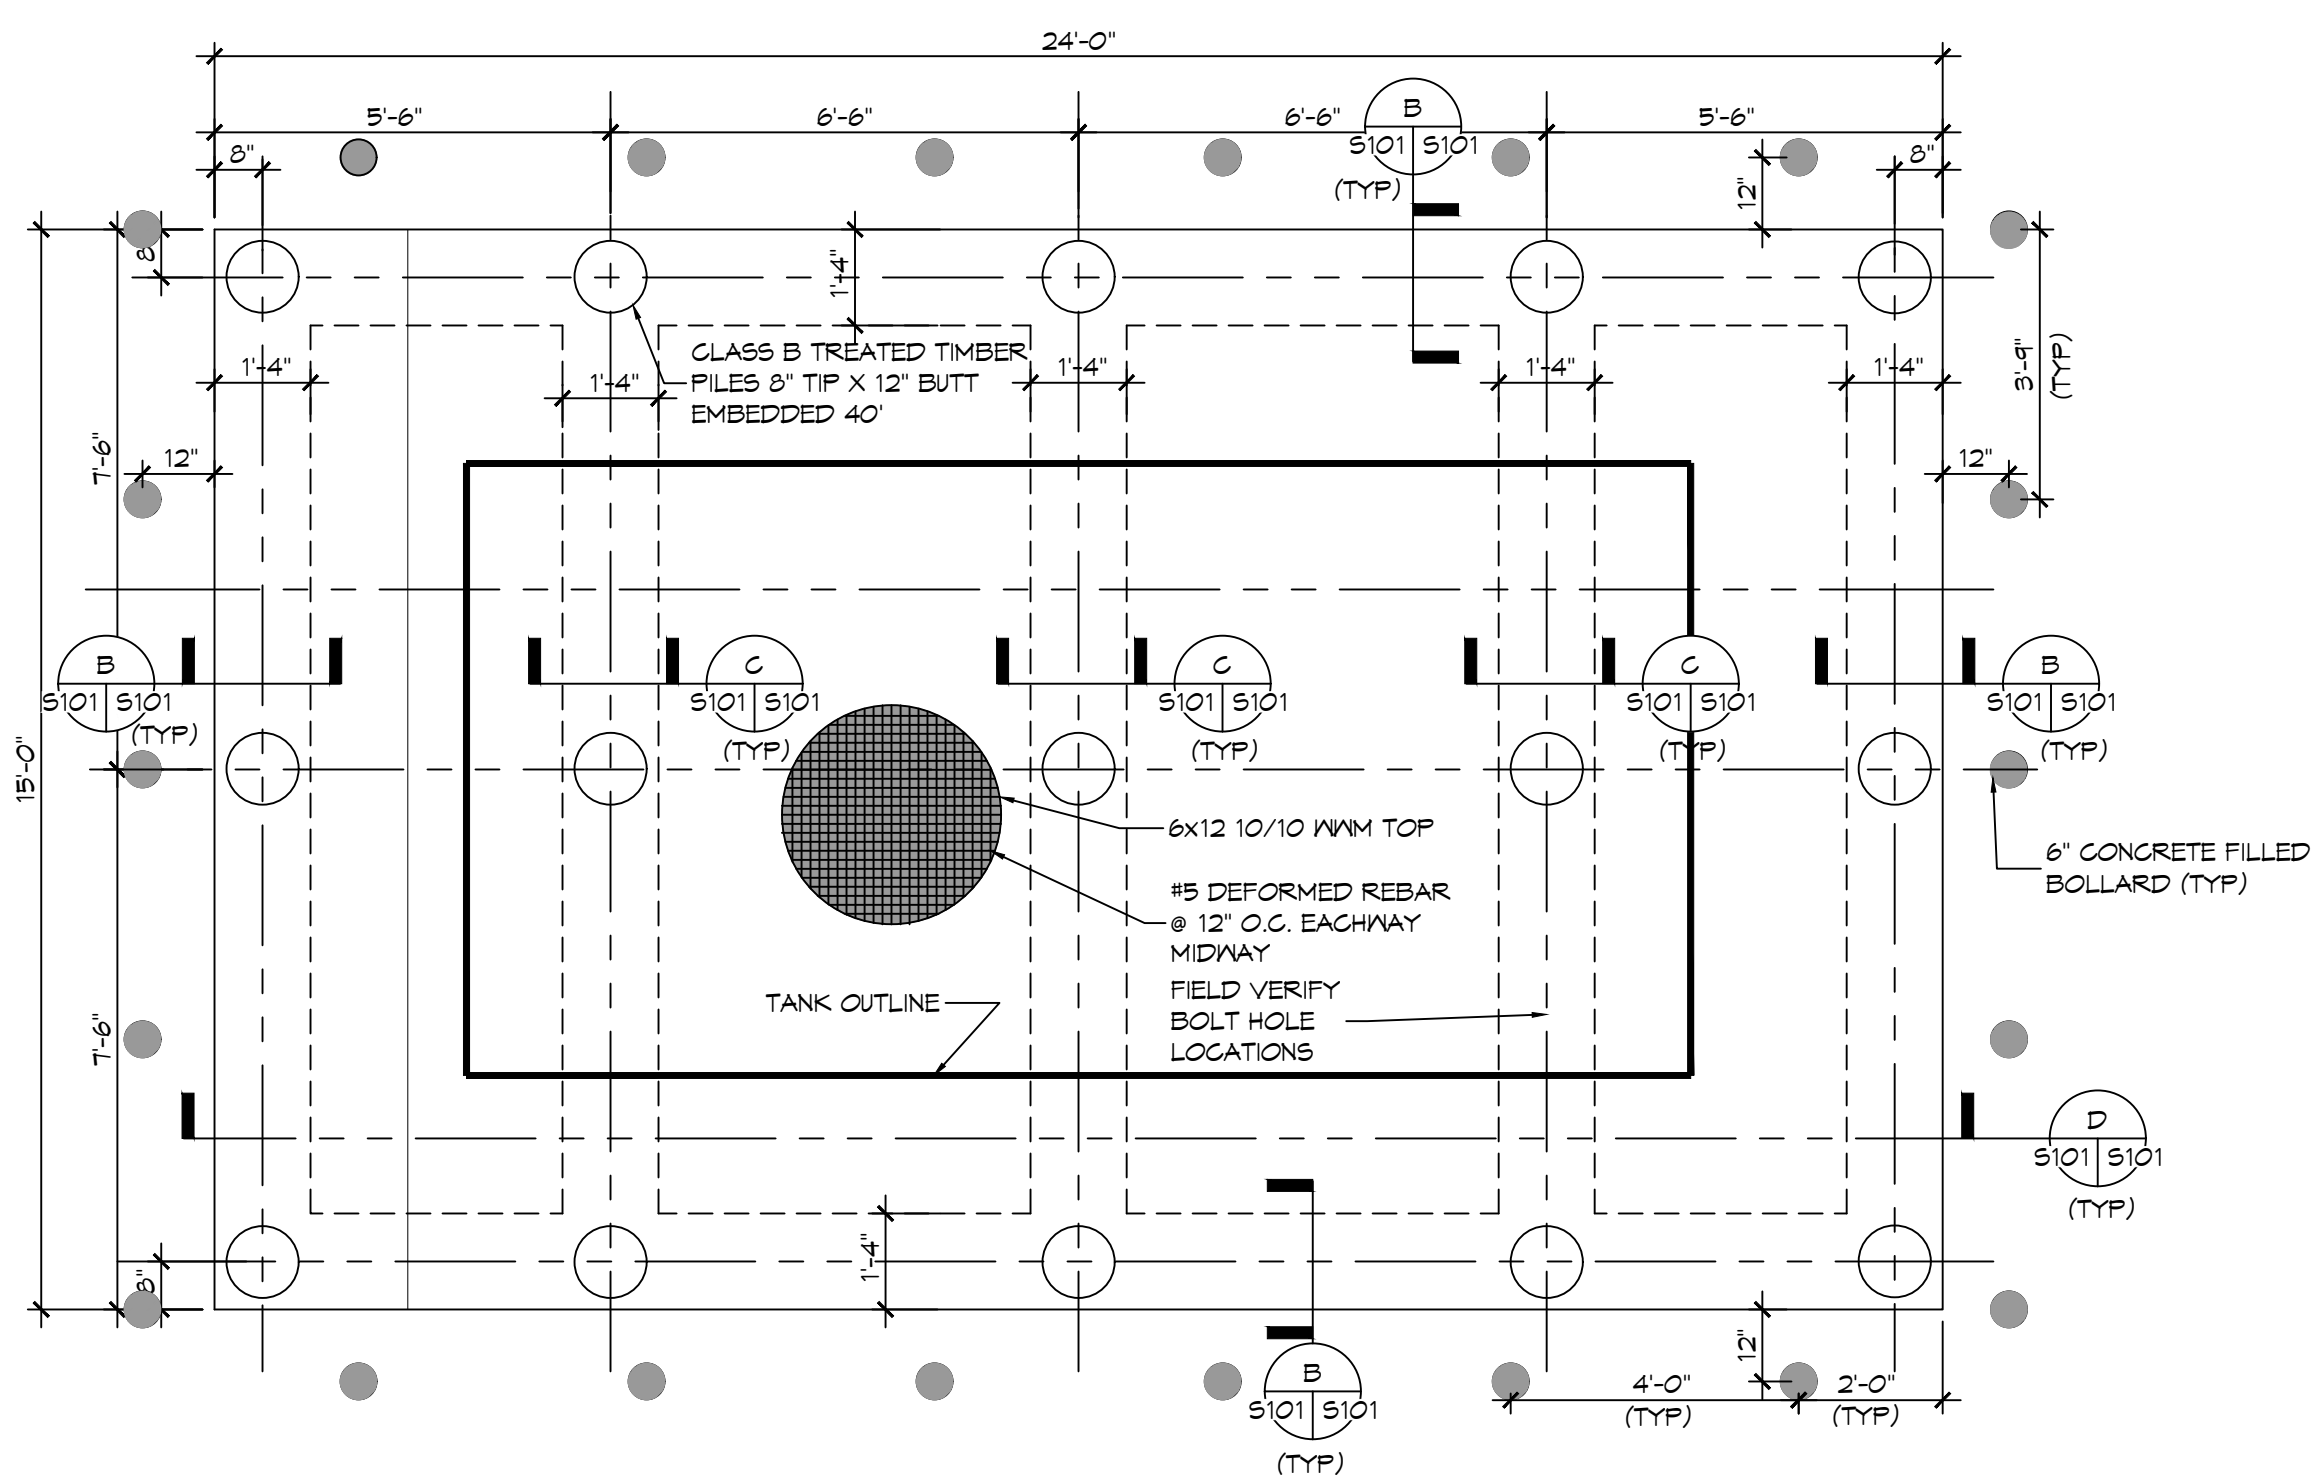 24'-0"
5'-6"
6'-6"
6'-6"
5'-6"
B
S101 S101
(TYP)
8"
8"
12"
8"
1'-4"
3'-9"
(TYP)
CLASS B TREATED TIMBER
PILES 8" TIP X 12" BUTT
EMBEDDED 40'
1'-4"
1'-4"
1'-4"
1'-4"
1'-4"
7'-6"
12"
12"
B
S101 S101
(TYP)
C
S101 S101
(TYP)
C
S101 S101
(TYP)
C
S101 S101
(TYP)
B
S101 S101
(TYP)
15'-0"
6x12 10/10 WWM TOP
6" CONCRETE FILLED
BOLLARD (TYP)
#5 DEFORMED REBAR
@ 12" O.C. EACHWAY
MIDWAY
FIELD VERIFY
BOLT HOLE
LOCATIONS
TANK OUTLINE
7'-6"
D
S101 S101
(TYP)
1'-4"
8"
12"
B
S101 S101
(TYP)
4'-0"
(TYP)
2'-0"
(TYP)